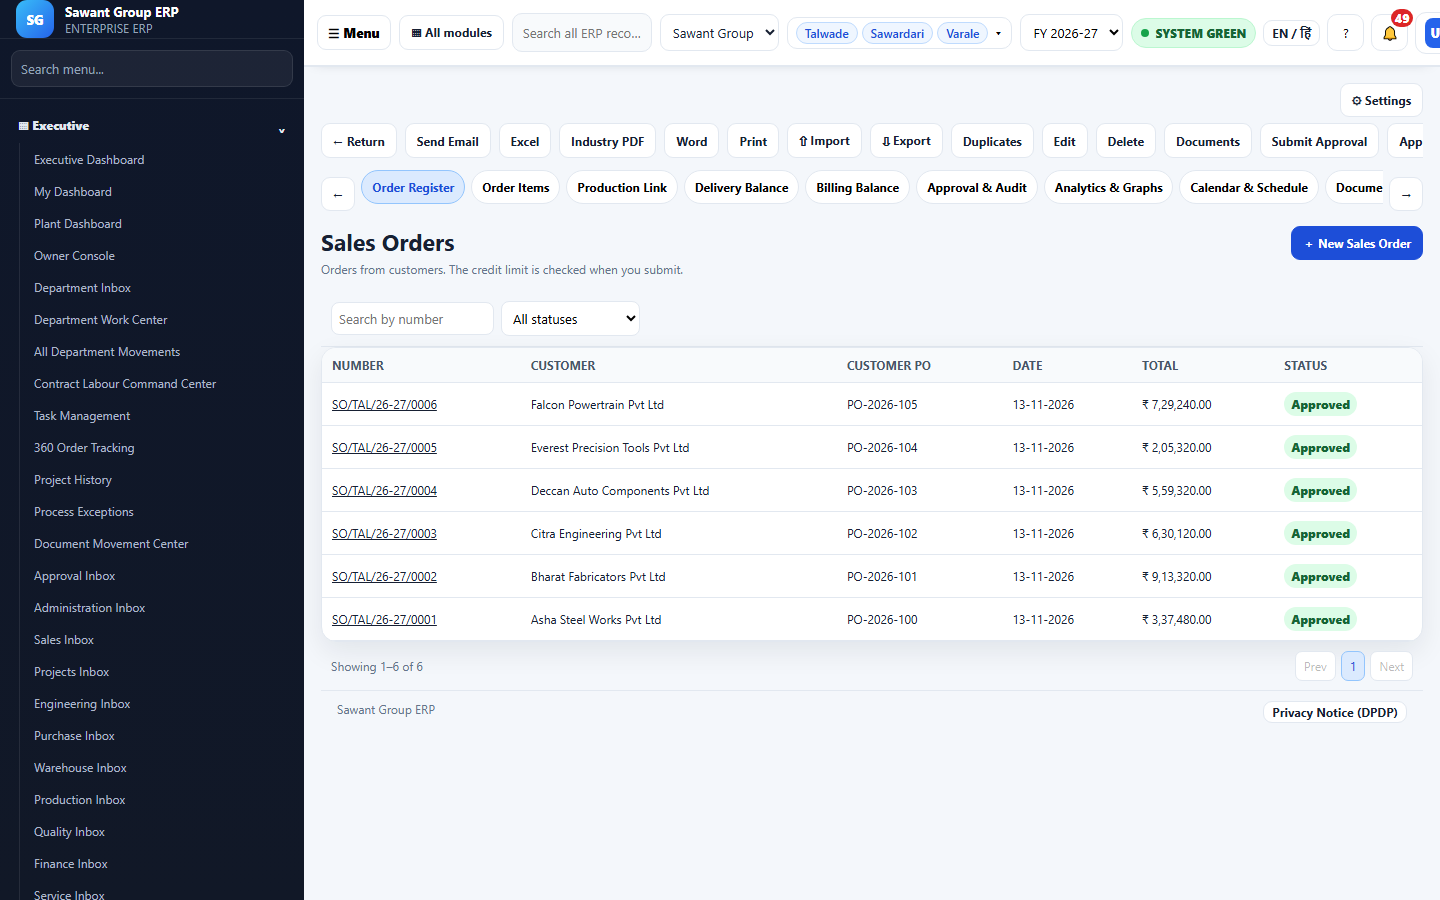 SG
Sawant Group ERP
ENTERPRISE ERP
☰ Menu
All modules
Search all ERP reco...
Sawant Group
Talwade
Sawardari
Varale
FY 2026-27
SYSTEM GREEN
EN / हिं
?
49
U
Search menu...
Executive
Executive Dashboard
My Dashboard
Plant Dashboard
Owner Console
Department Inbox
Department Work Center
All Department Movements
Contract Labour Command Center
Task Management
360 Order Tracking
Project History
Process Exceptions
Document Movement Center
Approval Inbox
Administration Inbox
Sales Inbox
Projects Inbox
Engineering Inbox
Purchase Inbox
Warehouse Inbox
Production Inbox
Quality Inbox
Finance Inbox
Service Inbox
⚙ Settings
← Return
Send Email
Excel
Industry PDF
Word
Print
⇧ Import
⇩ Export
Duplicates
Edit
Delete
Documents
Submit Approval
App
←
Order Register
Order Items
Production Link
Delivery Balance
Billing Balance
Approval & Audit
Analytics & Graphs
Calendar & Schedule
Docume
→
Sales Orders
+ New Sales Order
Orders from customers. The credit limit is checked when you submit.
Search by number
All statuses
NUMBER CUSTOMER CUSTOMER PO DATE TOTAL STATUS
SO/TAL/26-27/0006 Falcon Powertrain Pvt Ltd PO-2026-105 13-11-2026 ₹ 7,29,240.00 Approved
SO/TAL/26-27/0005 Everest Precision Tools Pvt Ltd PO-2026-104 13-11-2026 ₹ 2,05,320.00 Approved
SO/TAL/26-27/0004 Deccan Auto Components Pvt Ltd PO-2026-103 13-11-2026 ₹ 5,59,320.00 Approved
SO/TAL/26-27/0003 Citra Engineering Pvt Ltd PO-2026-102 13-11-2026 ₹ 6,30,120.00 Approved
SO/TAL/26-27/0002 Bharat Fabricators Pvt Ltd PO-2026-101 13-11-2026 ₹ 9,13,320.00 Approved
SO/TAL/26-27/0001 Asha Steel Works Pvt Ltd PO-2026-100 13-11-2026 ₹ 3,37,480.00 Approved
Showing 1–6 of 6
Prev 1 Next
Sawant Group ERP
Privacy Notice (DPDP)